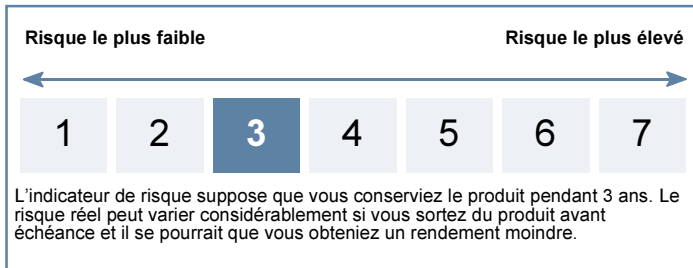 Risque le plus faible Risque le plus élevé
1 2 3 4 5 6 7
L'indicateur de risque suppose que vous conserviez le produit pendant 3 ans. Le
risque réel peut varier considérablement si vous sortez du produit avant
échéance et il se pourrait que vous obteniez un rendement moindre.